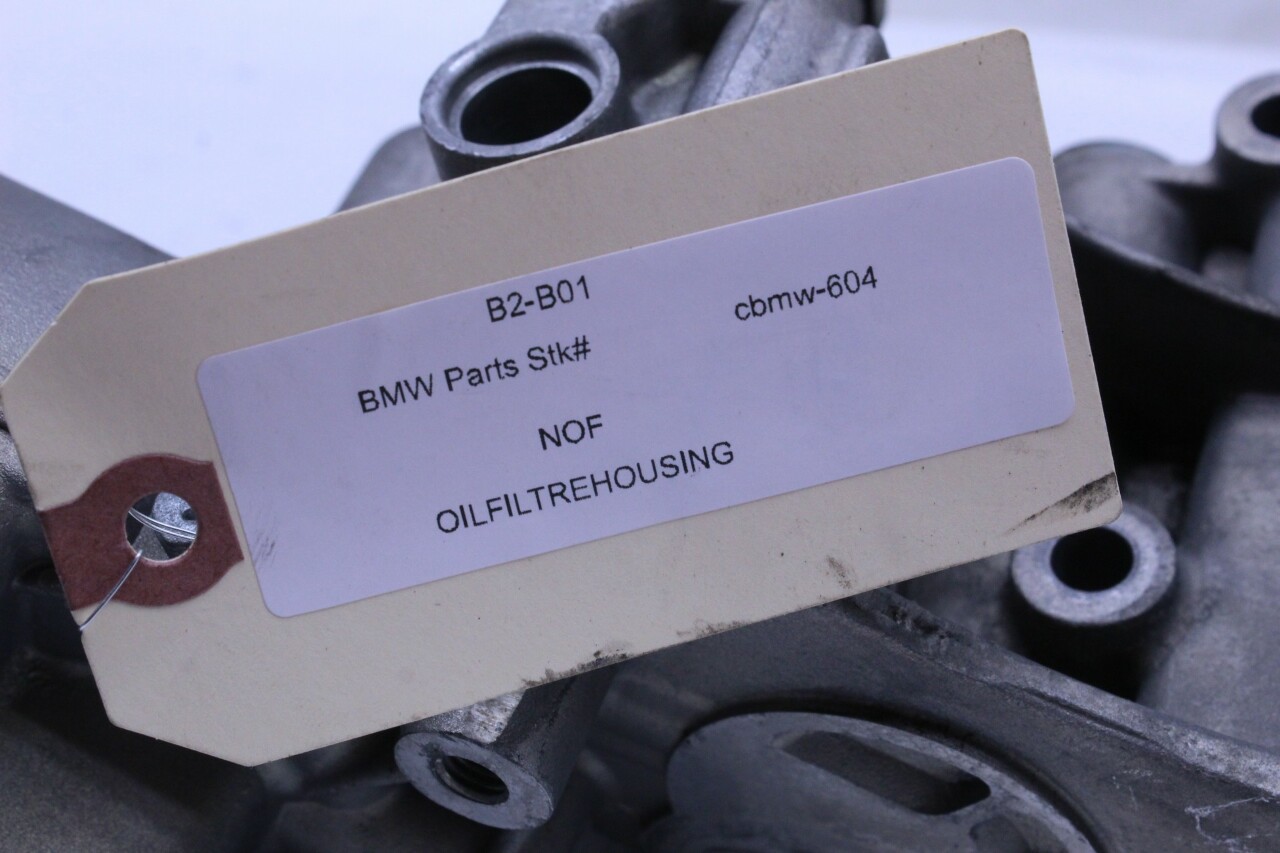 B2-B01
cbmw-604
BMW Parts Stk#
NOF
OILFILTREHOUSING